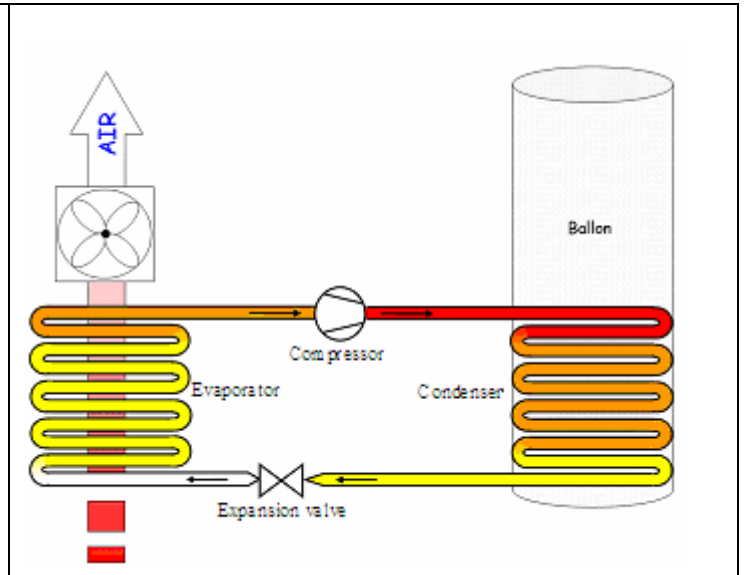 AIR
Ballon
Compressor
Evaporator
Condenser
Expansion valve